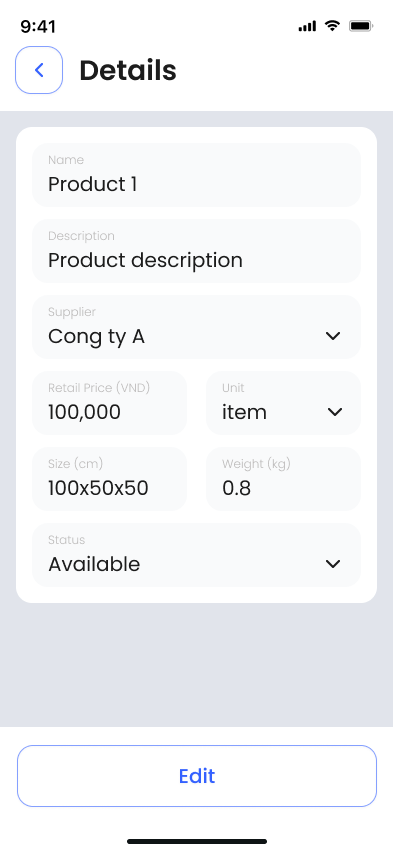 9:41
Details
Name
Product 1
Description
Product description
Supplier
Cong ty A
Retail Price (VND)
100,000
Unit
item
Size (cm)
100x50x50
Weight (kg)
0.8
Status
Available
Edit